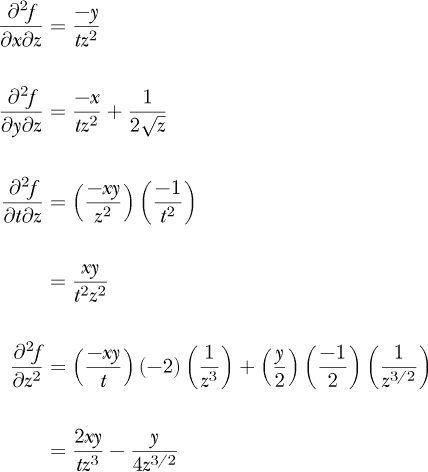 ∂²f/∂x∂z = -y/tz²
∂²f/∂y∂z = -x/tz² + 1/2√z
∂²f/∂t∂z = (-xy/z²) (-1/t²)
= xy/t²z²
∂²f/∂z² = (-xy/t) (-2) (1/z³) + (y/2) (-1/2) (1/z^{3/2})
= 2xy/tz³ - y/4z^{3/2}